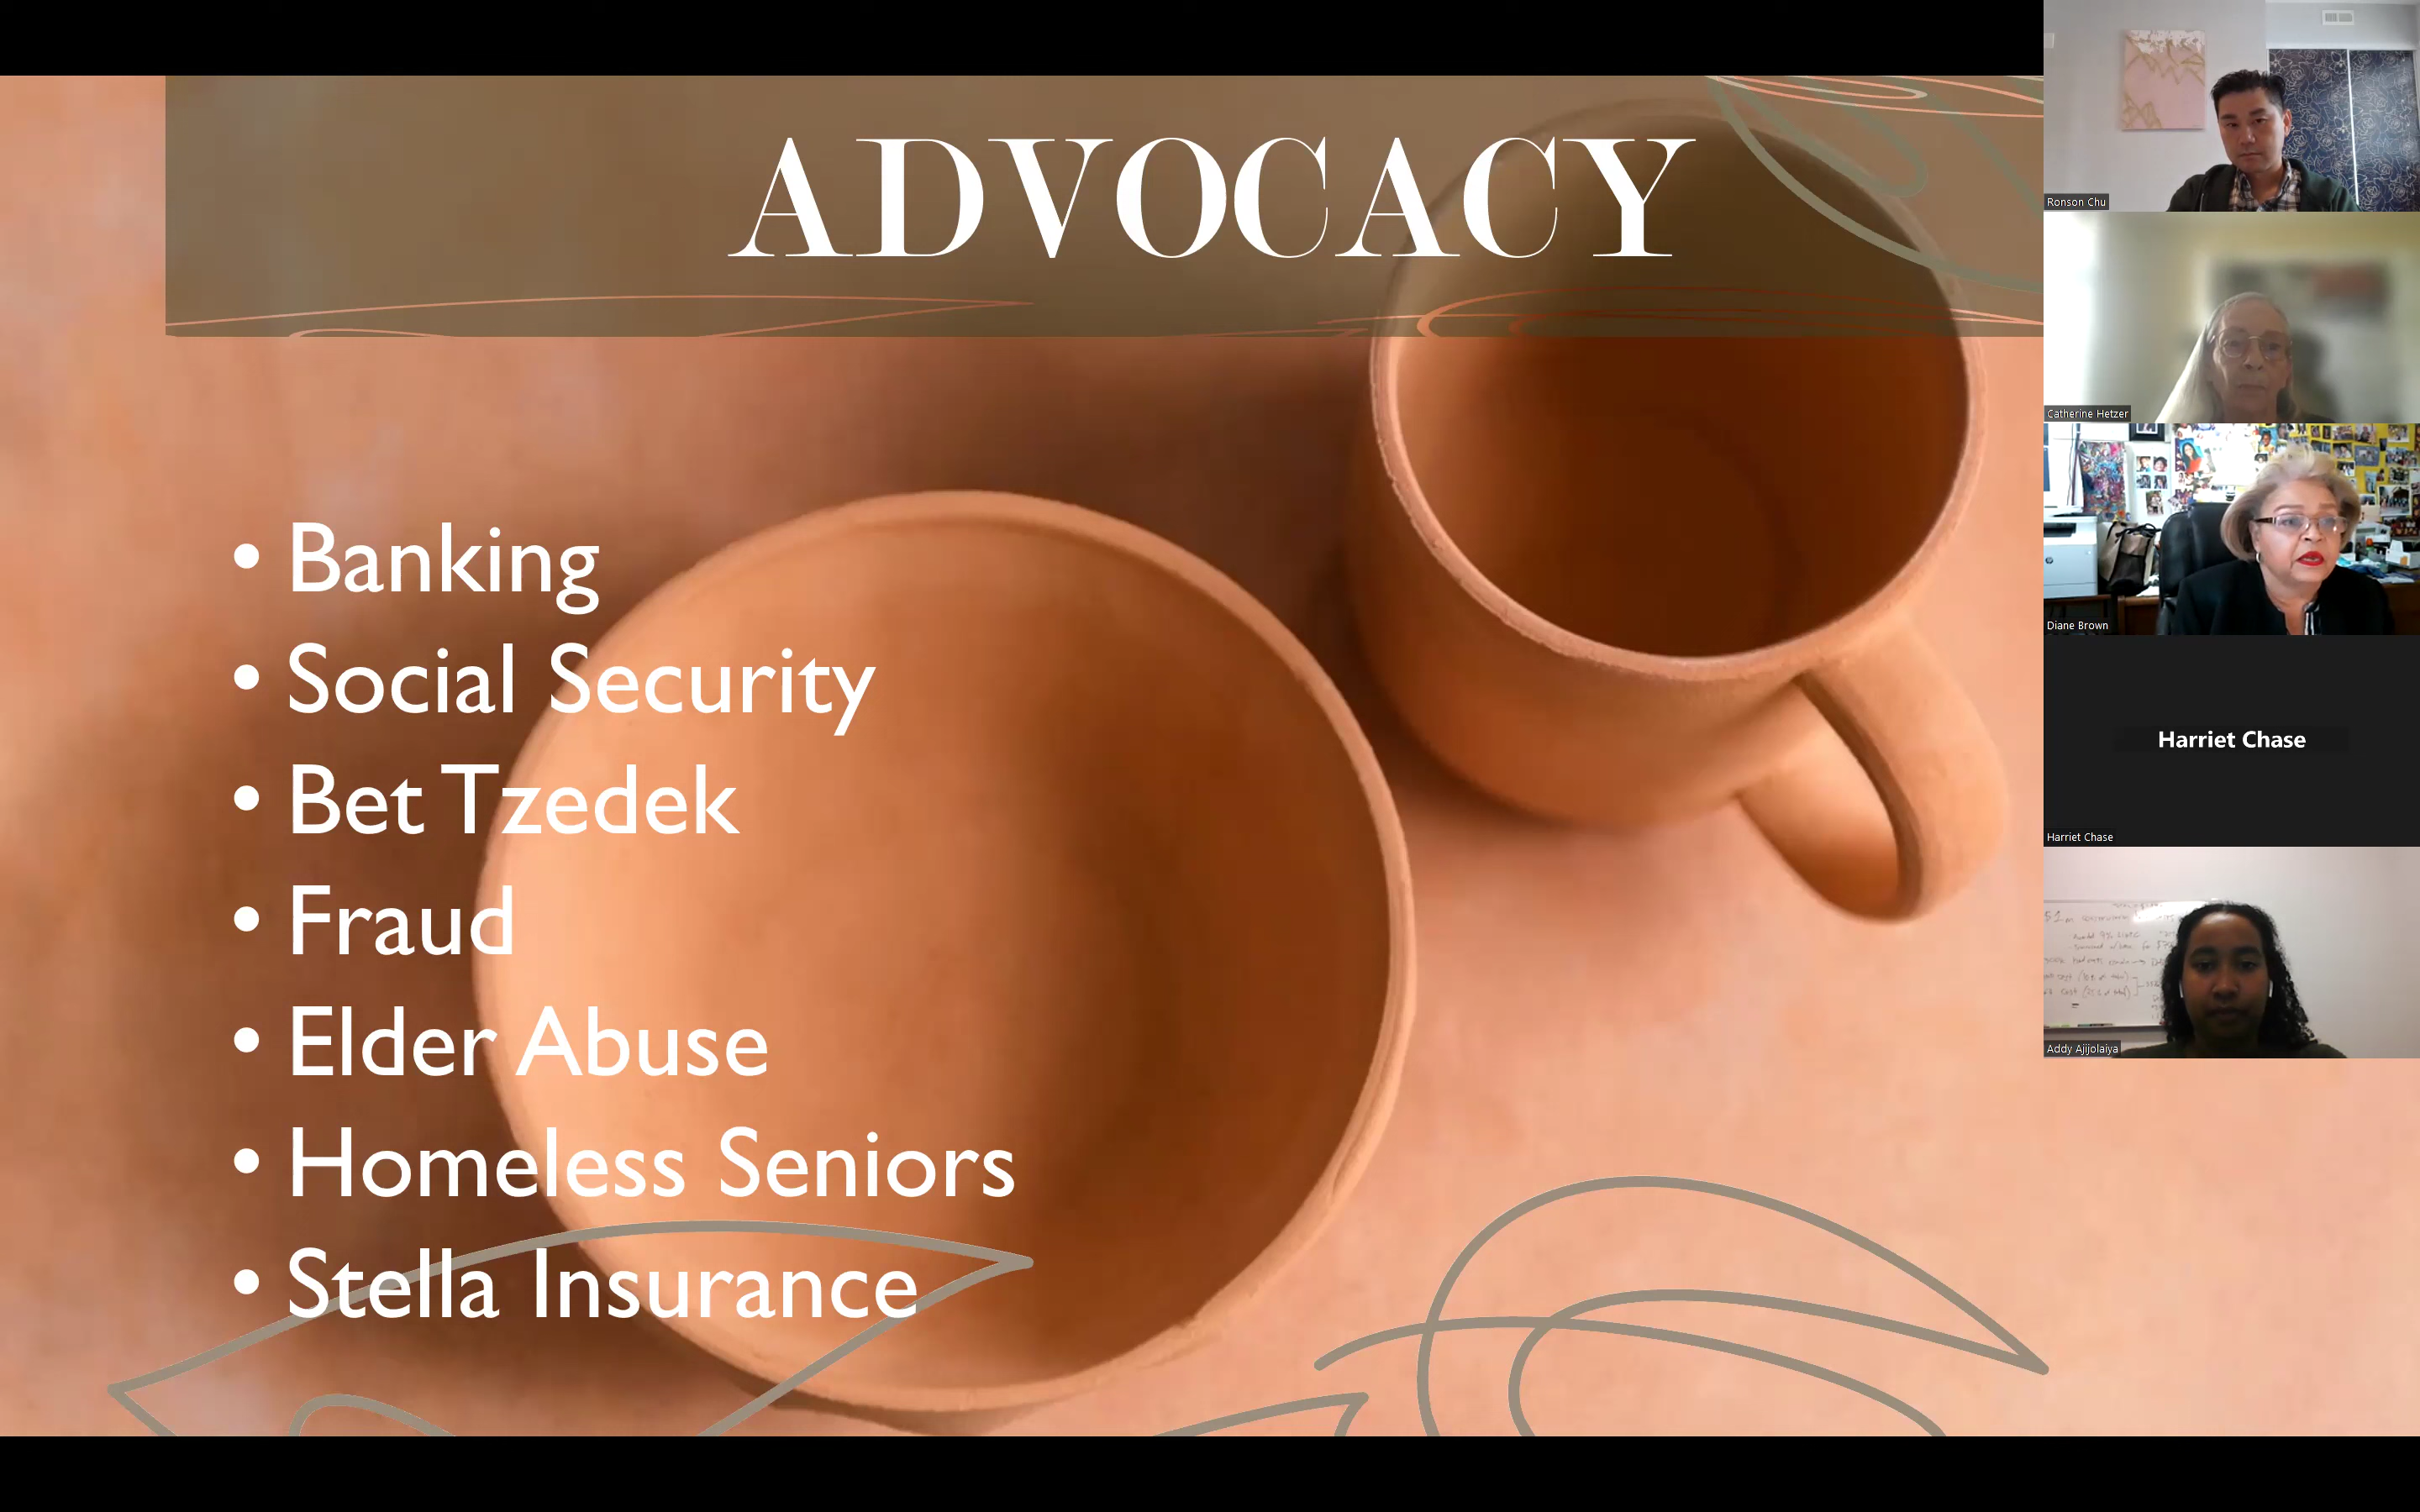 ADVOCACY
• Banking
• Social Security
• Bet Tzedek
• Fraud
• Elder Abuse
• Homeless Seniors
• Stella Insurance
Ronson Chu
Catherine Hetzer
Diane Brown
Harriet Chase
Harriet Chase
Addy Ajijolaiya